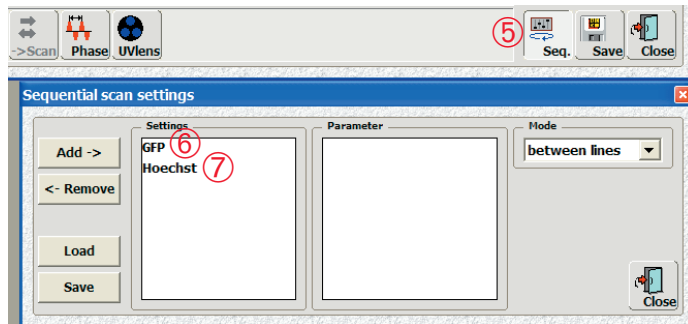 ->Scan Phase UVlens ⑤ Seq. Save Close
Sequential scan settings
Settings Parameter Mode
Add -> GFP ⑥ between lines
Hoechst ⑦
<- Remove
Load
Save
Close